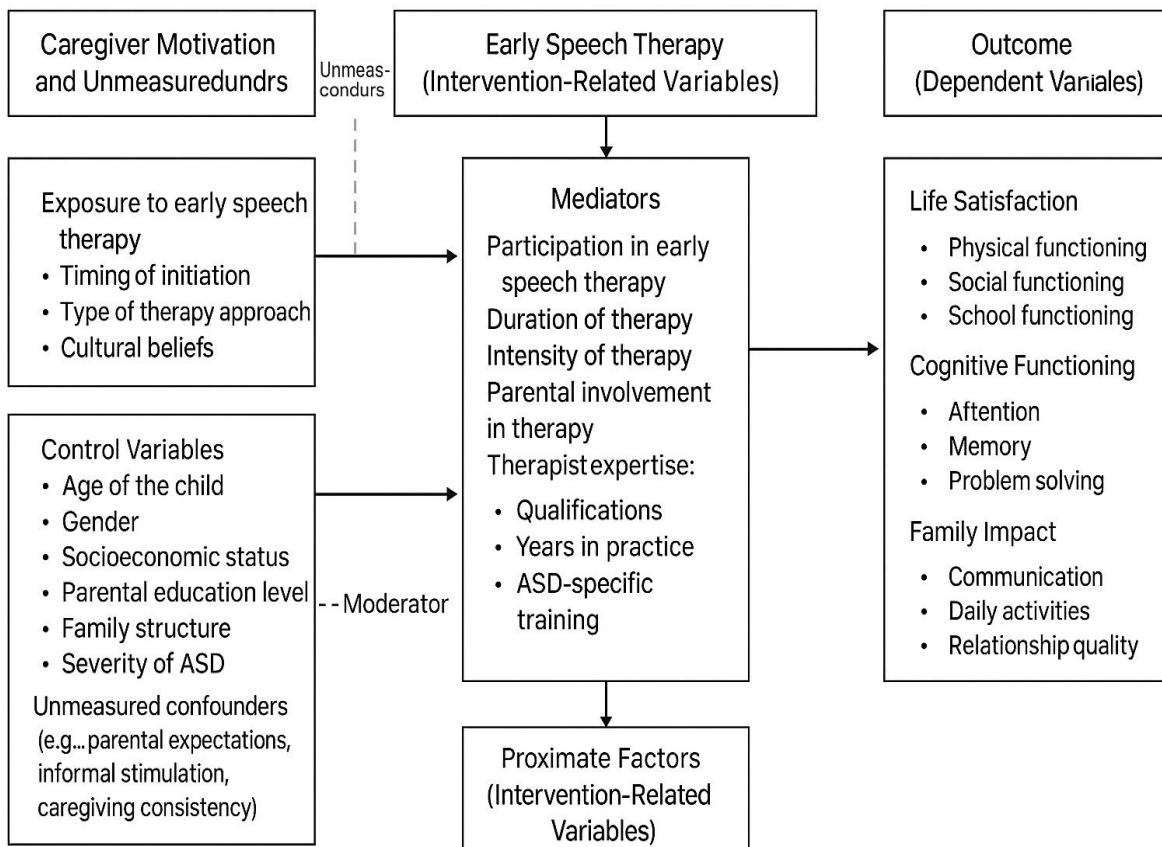 Caregiver Motivation
and Unmeasuredundrs
Unmeas-
condurs
Early Speech Therapy
(Intervention-Related Variables)
Outcome
(Dependent Variales)
Exposure to early speech
therapy
• Timing of initiation
• Type of therapy approach
• Cultural beliefs
Control Variables
• Age of the child
• Gender
• Socioeconomic status
• Parental education level
• Family structure
• Severity of ASD
Unmeasured confounders
(e.g...parental expectations,
informal stimulation,
caregiving consistency)
Moderator
Mediators
Participation in early
speech therapy
Duration of therapy
Intensity of therapy
Parental involvement
in therapy
Therapist expertise:
• Qualifications
• Years in practice
• ASD-specific
training
Proximate Factors
(Intervention-Related
Variables)
Life Satisfaction
• Physical functioning
• Social functioning
• School functioning
Cognitive Functioning
• Aftention
• Memory
• Problem solving
Family Impact
• Communication
• Daily activities
• Relationship quality